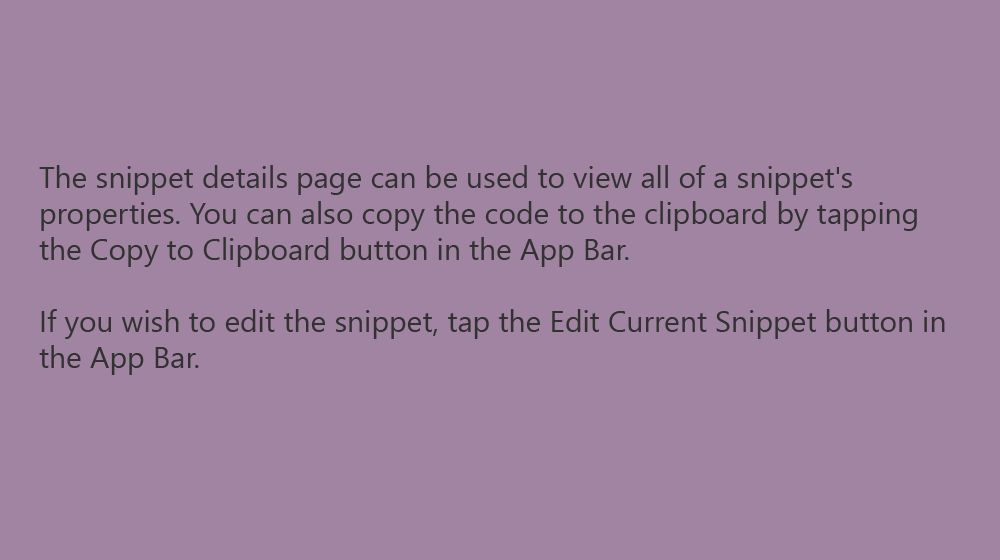 The snippet details page can be used to view all of a snippet's
properties. You can also copy the code to the clipboard by tapping
the Copy to Clipboard button in the App Bar.
If you wish to edit the snippet, tap the Edit Current Snippet button in
the App Bar.